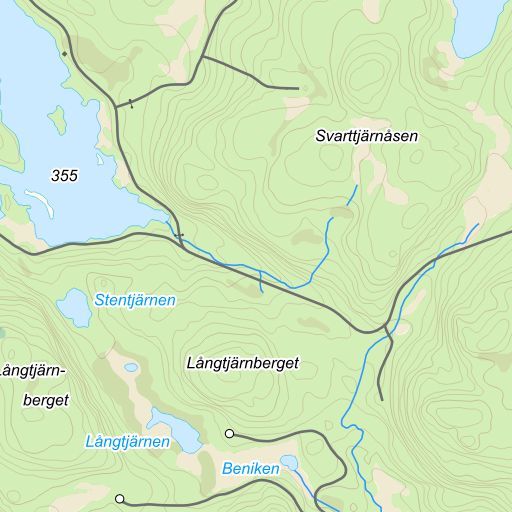 Svarttjärnåsen
355
Stentjärnen
Långtjärnberget
Långtjärn-
berget
Långtjärnen
Beniken